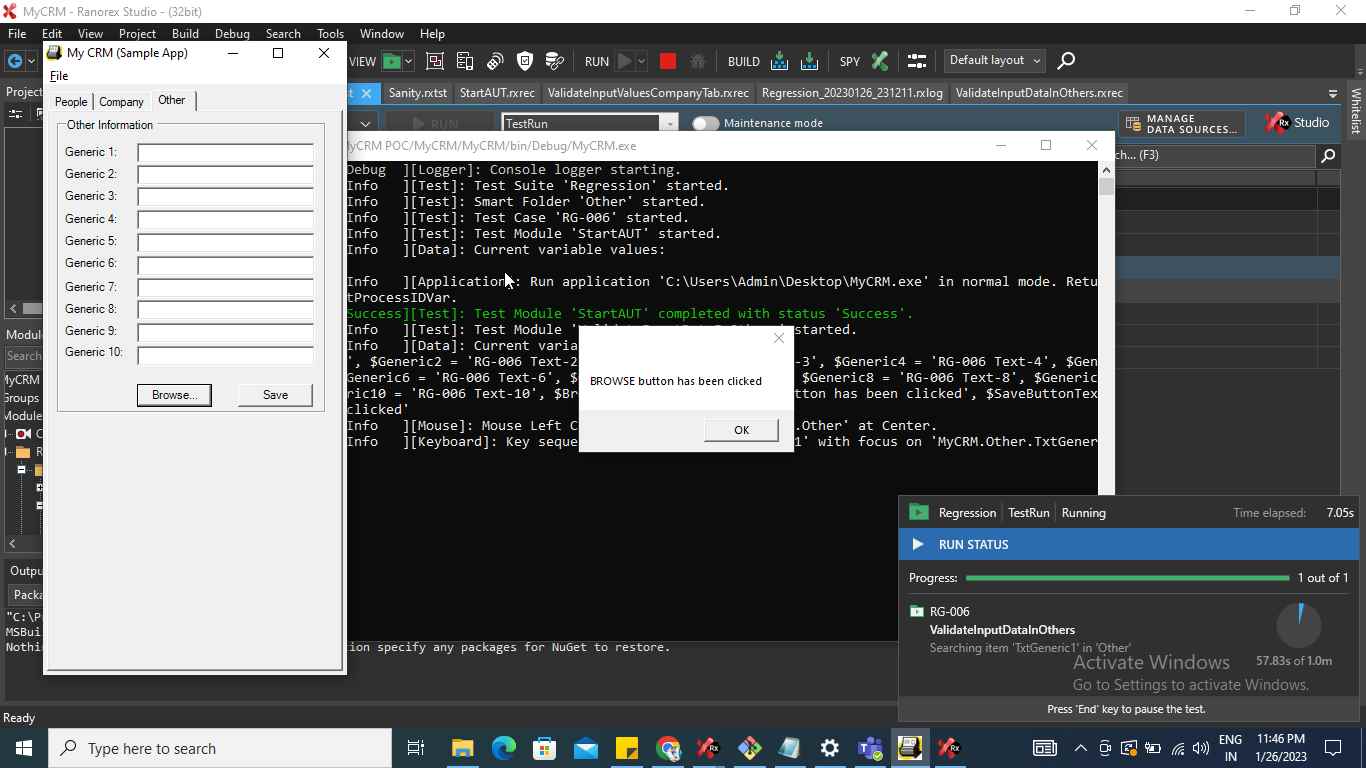 MyCRM - Ranorex Studio - (32bit)
File Edit View Project Build Debug Search Tools Window Help
VIEW RUN BUILD SPY Default layout
Sanity.rxtst StartAUT.rxrec ValidateInputValuesCompanyTab.rxrec Regression_20230126_231211.rxlog ValidateInputDataInOthers.rxrec
RUN TestRun Maintenance mode MANAGE DATA SOURCES... Rx Studio
Whitelist
ch... (F3)
My CRM (Sample App)
File
People Company Other
Other Information
Generic 1:
Generic 2:
Generic 3:
Generic 4:
Generic 5:
Generic 6:
Generic 7:
Generic 8:
Generic 9:
Generic 10:
Browse... Save
MyCRM POC/MyCRM/MyCRM/bin/Debug/MyCRM.exe
Debug ][Logger]: Console logger starting.
Info ][Test]: Test Suite 'Regression' started.
Info ][Test]: Smart Folder 'Other' started.
Info ][Test]: Test Case 'RG-006' started.
Info ][Test]: Test Module 'StartAUT' started.
Info ][Data]: Current variable values:
Info ][Application]: Run application 'C:\Users\Admin\Desktop\MyCRM.exe' in normal mode. Retu
tProcessIDVar.
Success][Test]: Test Module 'StartAUT' completed with status 'Success'.
Info ][Test]: Test Module started.
Info ][Data]: Current varia
', $Generic2 = 'RG-006 Text-2 -3', $Generic4 = 'RG-006 Text-4', $Gen
Generic6 = 'RG-006 Text-6', $ $Generic8 = 'RG-006 Text-8', $Generic
ric10 = 'RG-006 Text-10', $Br tton has been clicked', $SaveButtonTex
clicked'
Info ][Mouse]: Mouse Left C .Other' at Center.
Info ][Keyboard]: Key seque 1' with focus on 'MyCRM.Other.TxtGener
BROWSE button has been clicked
OK
Project
Modul
Search
MyCRM
Groups
Module
Outpu
Packa
"C:\P
MSBui
Nothi ion specify any packages for NuGet to restore.
Regression TestRun Running Time elapsed: 7.05s
RUN STATUS
Progress: 1 out of 1
RG-006
ValidateInputDataInOthers
Searching item 'TxtGeneric1' in 'Other'
57.83s of 1.0m
Activate Windows
Go to Settings to activate Windows.
Press 'End' key to pause the test.
Ready
Type here to search
ENG
IN
11:46 PM
1/26/2023